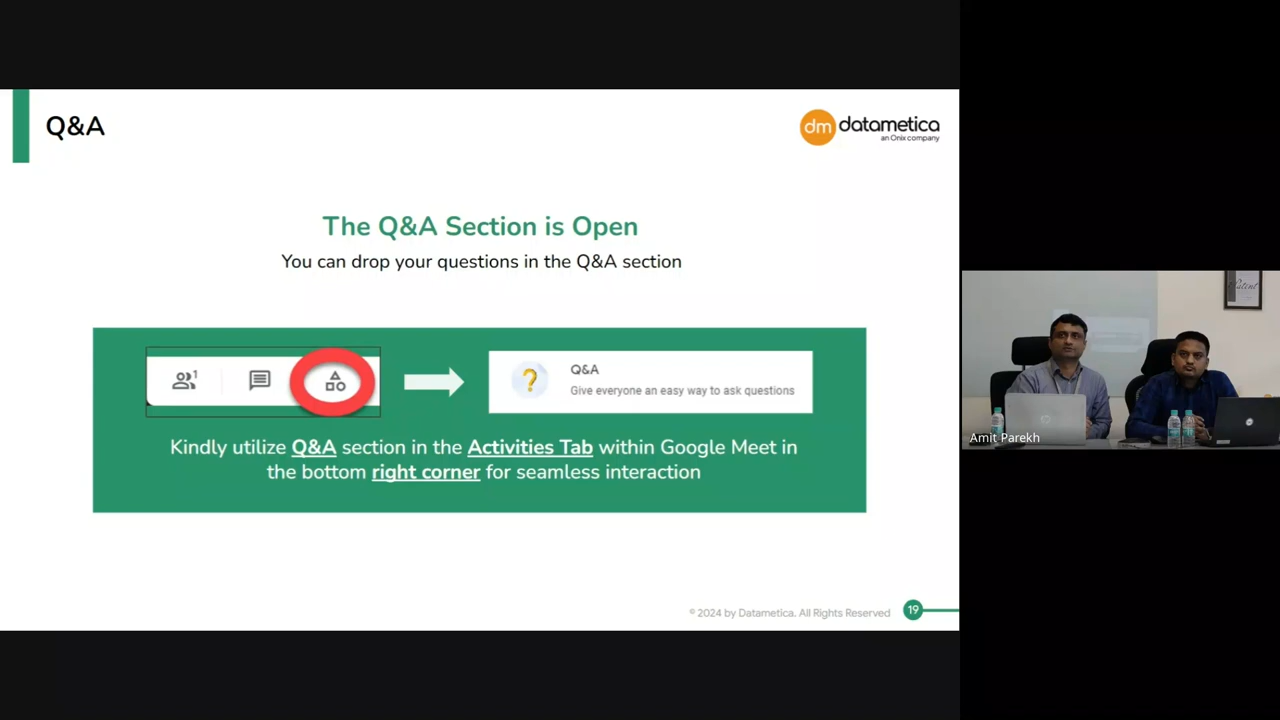 Q&A
dm datametica
an Onix company
The Q&A Section is Open
You can drop your questions in the Q&A section
1
?
Q&A
Give everyone an easy way to ask questions
Kindly utilize Q&A section in the Activities Tab within Google Meet in
the bottom right corner for seamless interaction
Amit Parekh
© 2024 by Datametica. All Rights Reserved
19